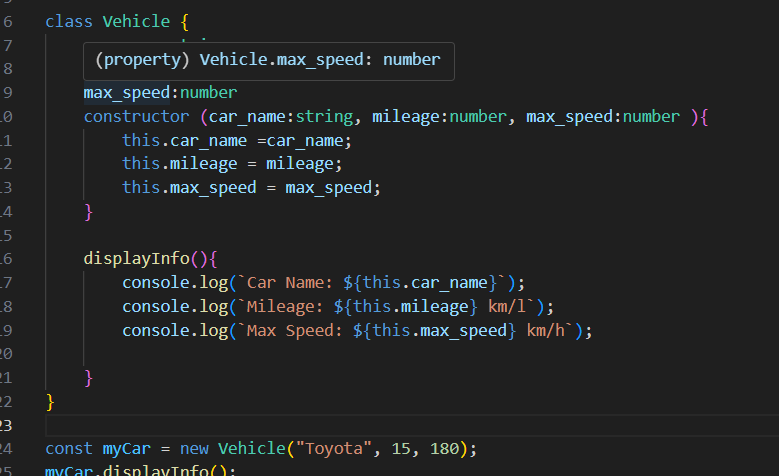 6 class Vehicle {
7
8 (property) Vehicle.max_speed: number
9 max_speed:number
10 constructor (car_name:string, mileage:number, max_speed:number ){
11 this.car_name =car_name;
12 this.mileage = mileage;
13 this.max_speed = max_speed;
14 }
15
16 displayInfo(){
17 console.log(`Car Name: ${this.car_name}`);
18 console.log(`Mileage: ${this.mileage} km/l`);
19 console.log(`Max Speed: ${this.max_speed} km/h`);
20
21 }
22 }
23
24 const myCar = new Vehicle("Toyota", 15, 180);
25 myCar.displayInfo();